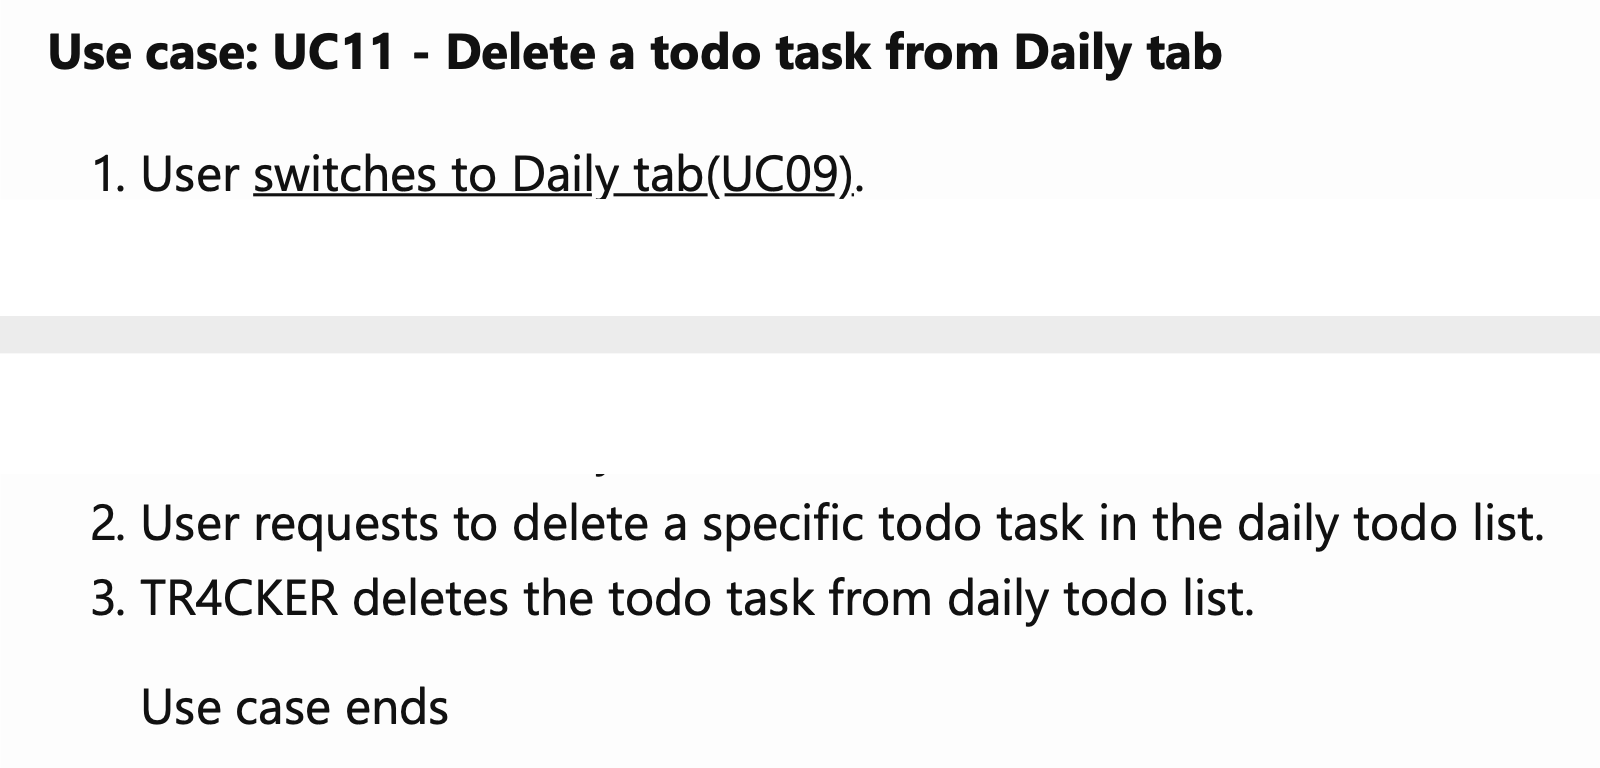 Use case: UC11 - Delete a todo task from Daily tab
1. User switches to Daily tab(UC09).
2. User requests to delete a specific todo task in the daily todo list.
3. TR4CKER deletes the todo task from daily todo list.
Use case ends